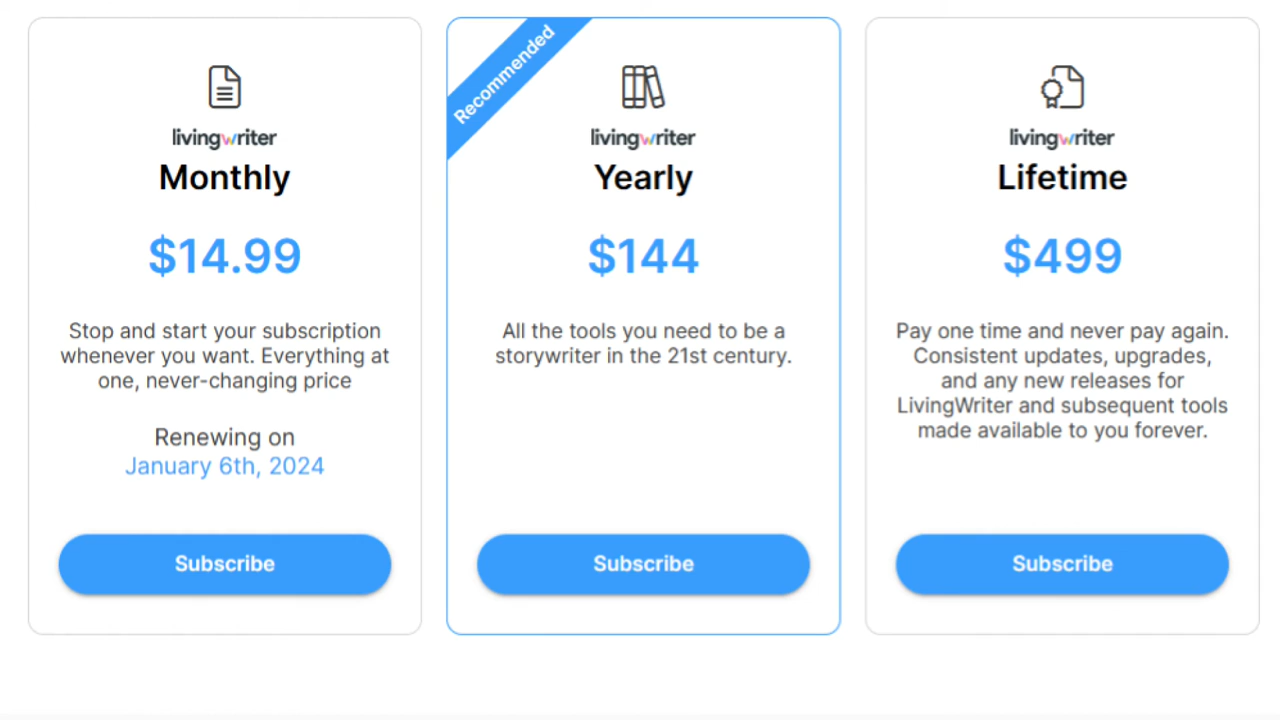 livingwriter
Monthly
$14.99
Stop and start your subscription
whenever you want. Everything at
one, never-changing price
Renewing on
January 6th, 2024
Subscribe
Recommended
livingwriter
Yearly
$144
All the tools you need to be a
storywriter in the 21st century.
Subscribe
livingwriter
Lifetime
$499
Pay one time and never pay again.
Consistent updates, upgrades,
and any new releases for
LivingWriter and subsequent tools
made available to you forever.
Subscribe